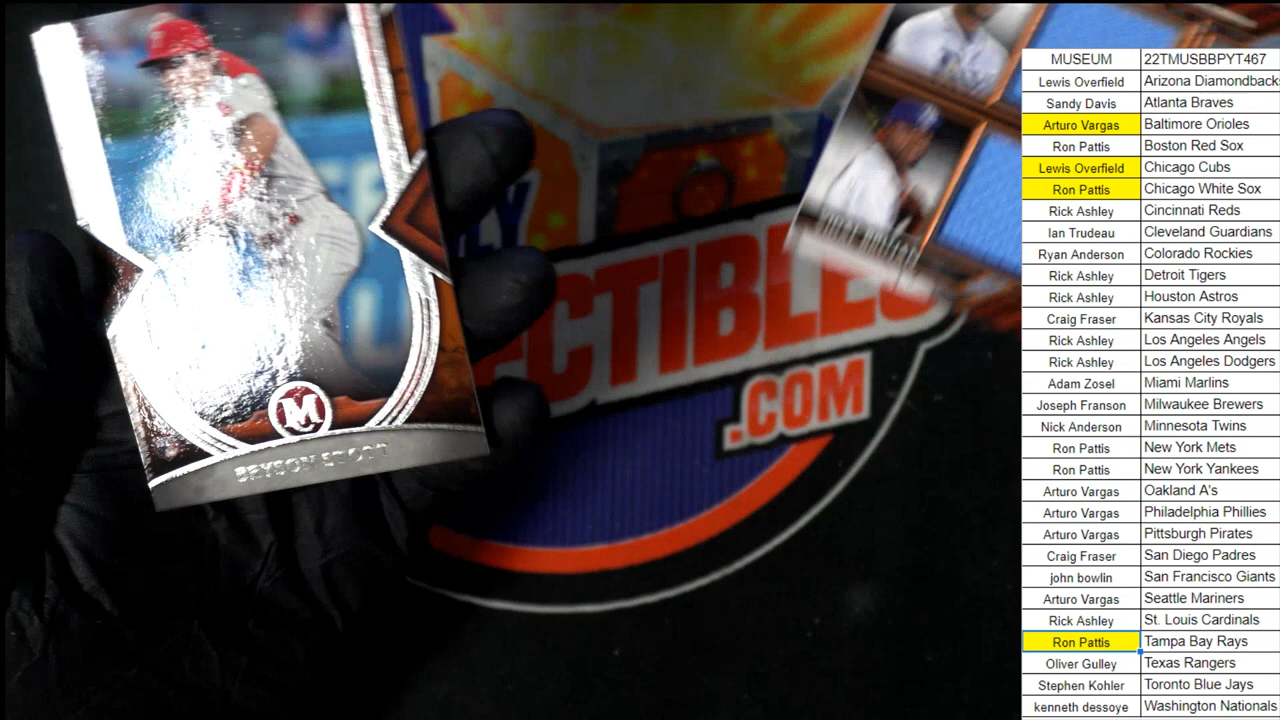 M
BRYSON STOTT
ECTIBLES
.COM
MUSEUM 22TMUSBBPYT467
Lewis Overfield Arizona Diamondback
Sandy Davis Atlanta Braves
Arturo Vargas Baltimore Orioles
Ron Pattis Boston Red Sox
Lewis Overfield Chicago Cubs
Ron Pattis Chicago White Sox
Rick Ashley Cincinnati Reds
Ian Trudeau Cleveland Guardians
Ryan Anderson Colorado Rockies
Rick Ashley Detroit Tigers
Rick Ashley Houston Astros
Craig Fraser Kansas City Royals
Rick Ashley Los Angeles Angels
Rick Ashley Los Angeles Dodgers
Adam Zosel Miami Marlins
Joseph Franson Milwaukee Brewers
Nick Anderson Minnesota Twins
Ron Pattis New York Mets
Ron Pattis New York Yankees
Arturo Vargas Oakland A's
Arturo Vargas Philadelphia Phillies
Arturo Vargas Pittsburgh Pirates
Craig Fraser San Diego Padres
john bowlin San Francisco Giants
Arturo Vargas Seattle Mariners
Rick Ashley St. Louis Cardinals
Ron Pattis Tampa Bay Rays
Oliver Gulley Texas Rangers
Stephen Kohler Toronto Blue Jays
kenneth dessoye Washington Nationals